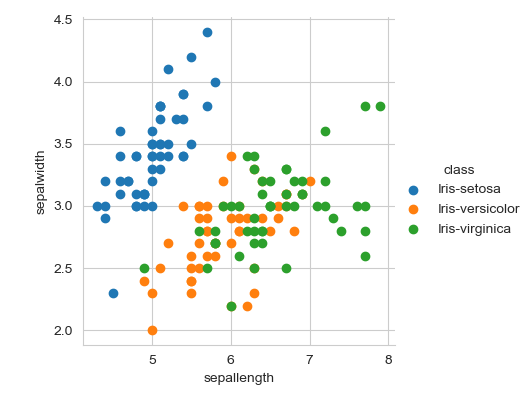 4.5
4.0
3.5
3.0
2.5
2.0
sepalwidth
5
6
7
8
sepallength
class
Iris-setosa
Iris-versicolor
Iris-virginica